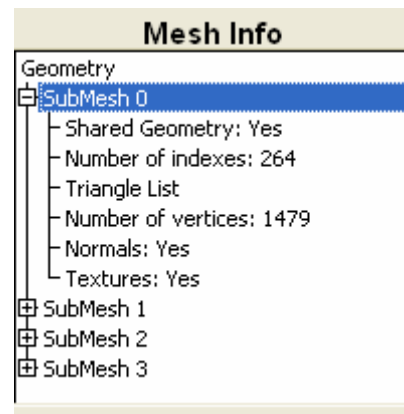 Mesh Info
Geometry
SubMesh 0
Shared Geometry: Yes
Number of indexes: 264
Triangle List
Number of vertices: 1479
Normals: Yes
Textures: Yes
SubMesh 1
SubMesh 2
SubMesh 3